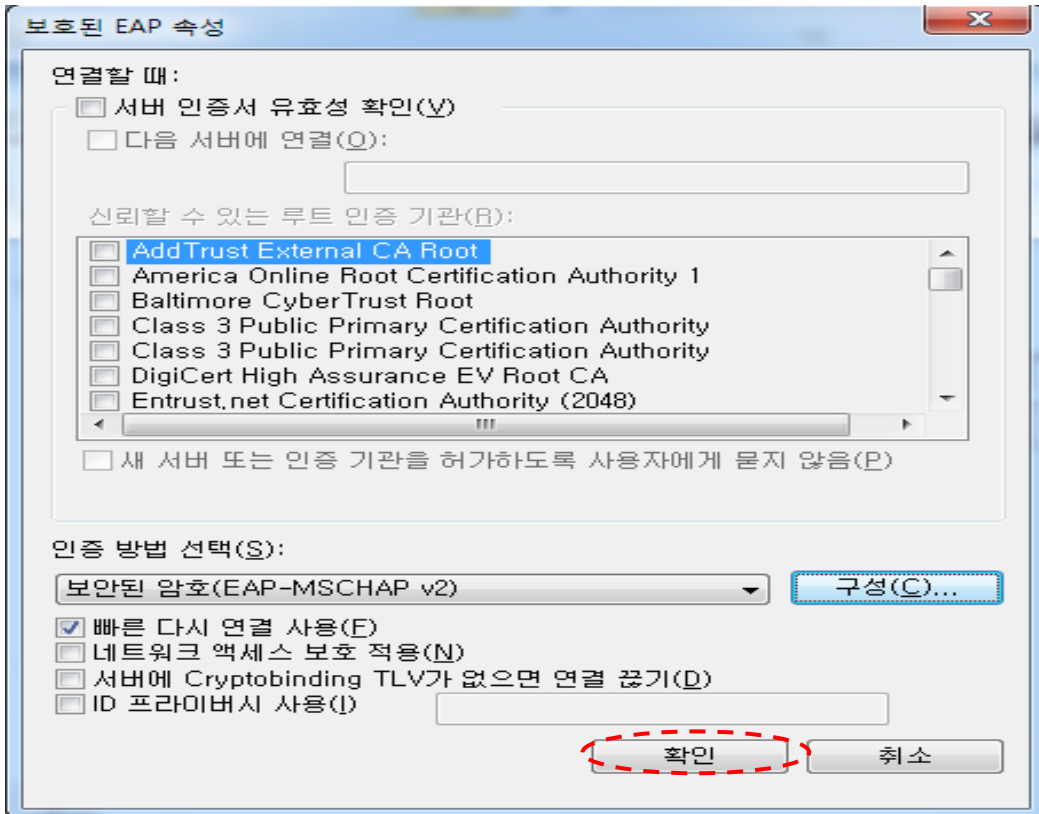 보호된 EAP 속성
연결할 때:
서버 인증서 유효성 확인(V)
다음 서버에 연결(O):
신뢰할 수 있는 루트 인증 기관(R):
AddTrust External CA Root
America Online Root Certification Authority 1
Baltimore CyberTrust Root
Class 3 Public Primary Certification Authority
Class 3 Public Primary Certification Authority
DigiCert High Assurance EV Root CA
Entrust.net Certification Authority (2048)
새 서버 또는 인증 기관을 허가하도록 사용자에게 묻지 않음(P)
인증 방법 선택(S):
보안된 암호(EAP-MSCHAP v2) 구성(C)...
빠른 다시 연결 사용(F)
네트워크 액세스 보호 적용(N)
서버에 Cryptobinding TLV가 없으면 연결 끊기(D)
ID 프라이버시 사용(I)
확인 취소